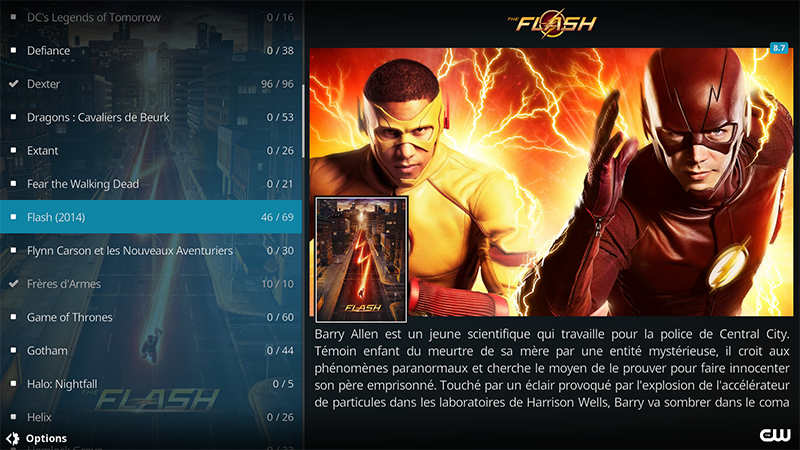 DC's Legends of Tomorrow 0 / 16
Defiance 0 / 38
Dexter 96 / 96
Dragons : Cavaliers de Beurk 0 / 53
Extant 0 / 26
Fear the Walking Dead 0 / 21
Flash (2014) 46 / 69
Flynn Carson et les Nouveaux Aventuriers 0 / 30
Frères d'Armes 10 / 10
Game of Thrones 0 / 60
Gotham 0 / 44
Halo: Nightfall 0 / 5
Helix 0 / 26
Hemlock Grove 0 / 33
Options
THE FLASH
THE FLASH
8.7
FLASH
Barry Allen est un jeune scientifique qui travaille pour la police de Central City.
Témoin enfant du meurtre de sa mère par une entité mystérieuse, il croit aux
phénomènes paranormaux et cherche le moyen de le prouver pour faire innocenter
son père emprisonné. Touché par un éclair provoqué par l'explosion de l'accélérateur
de particules dans les laboratoires de Harrison Wells, Barry va sombrer dans le coma
CW